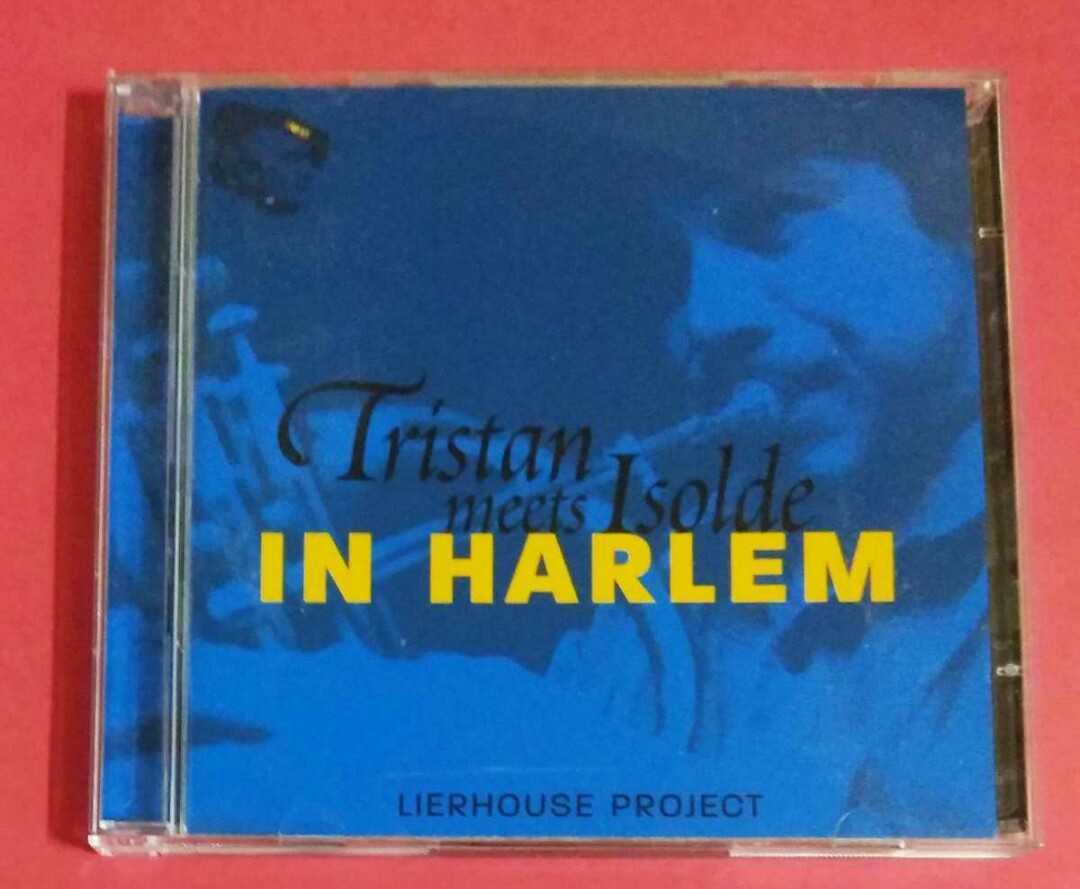 Tristan
meets Isolde
IN HARLEM
LIERHOUSE PROJECT